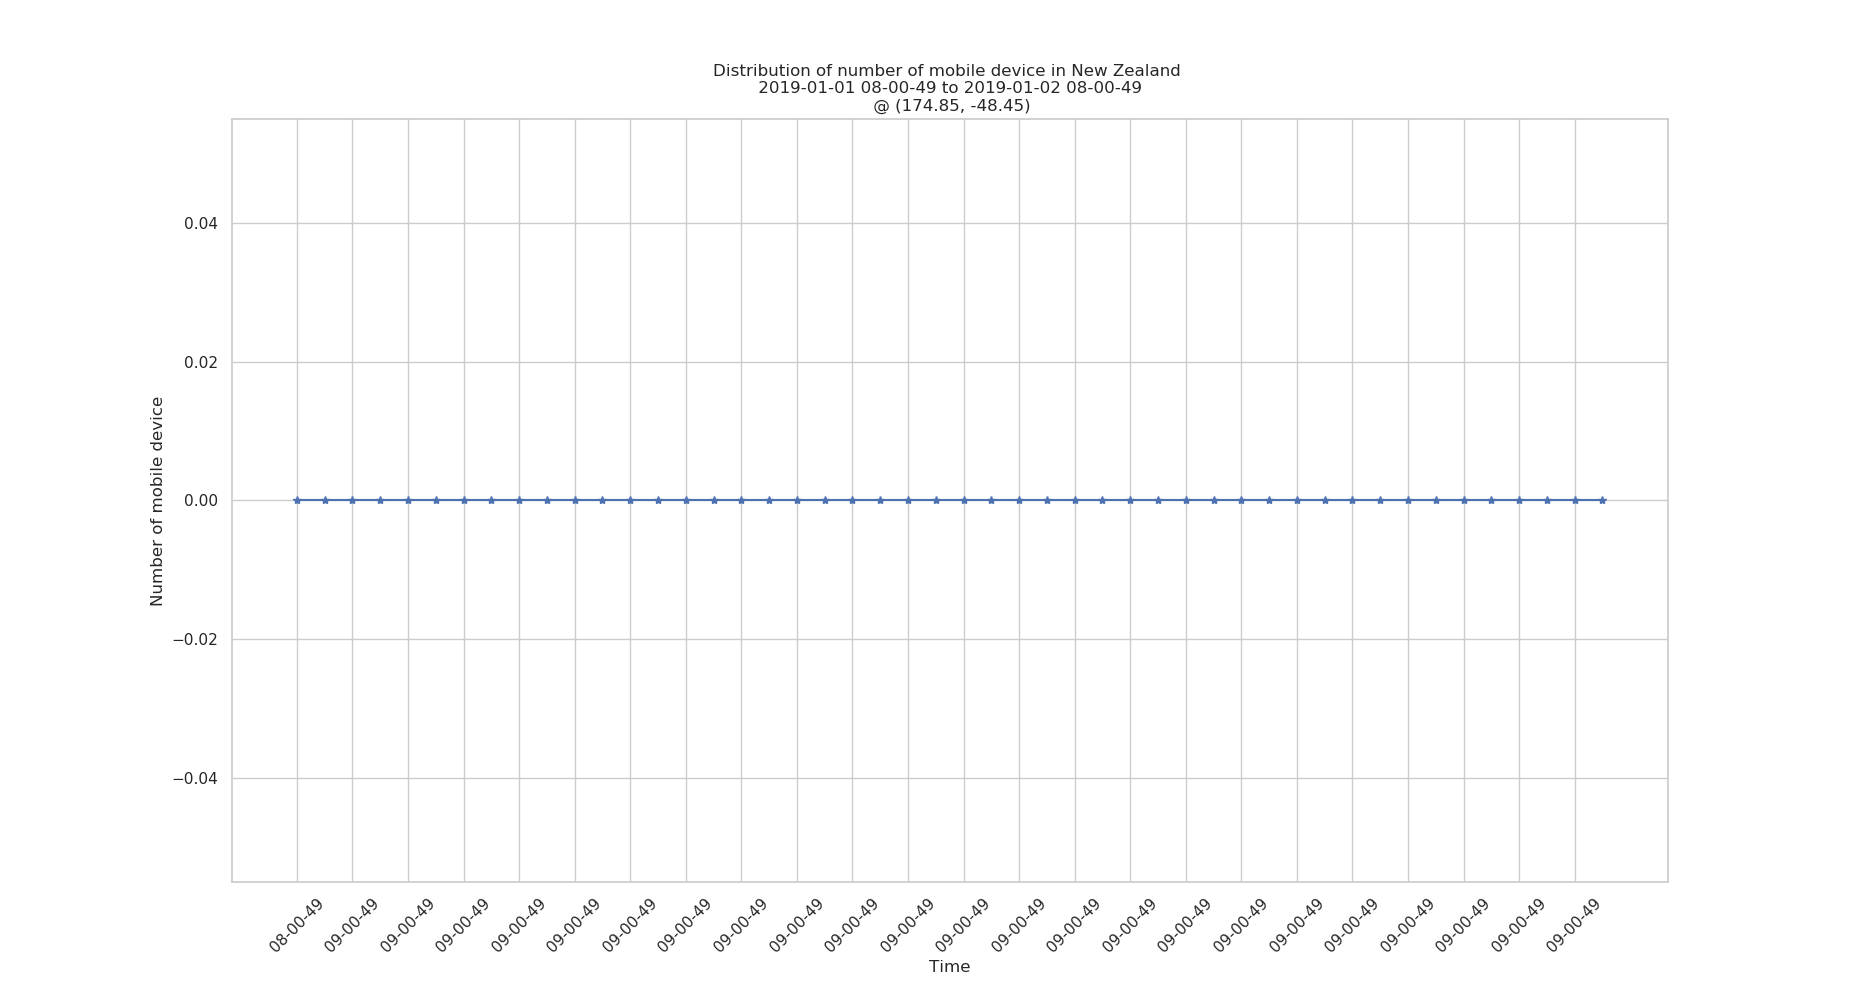 Distribution of number of mobile device in New Zealand
2019-01-01 08-00-49 to 2019-01-02 08-00-49
@ (174.85, -48.45)
0.04
0.02
0.00
−0.02
−0.04
Number of mobile device
08-00-49 09-00-49 09-00-49 09-00-49 09-00-49 09-00-49 09-00-49 09-00-49 09-00-49 09-00-49 09-00-49 09-00-49 09-00-49 09-00-49 09-00-49 09-00-49 09-00-49 09-00-49 09-00-49 09-00-49 09-00-49 09-00-49 09-00-49 09-00-49
Time